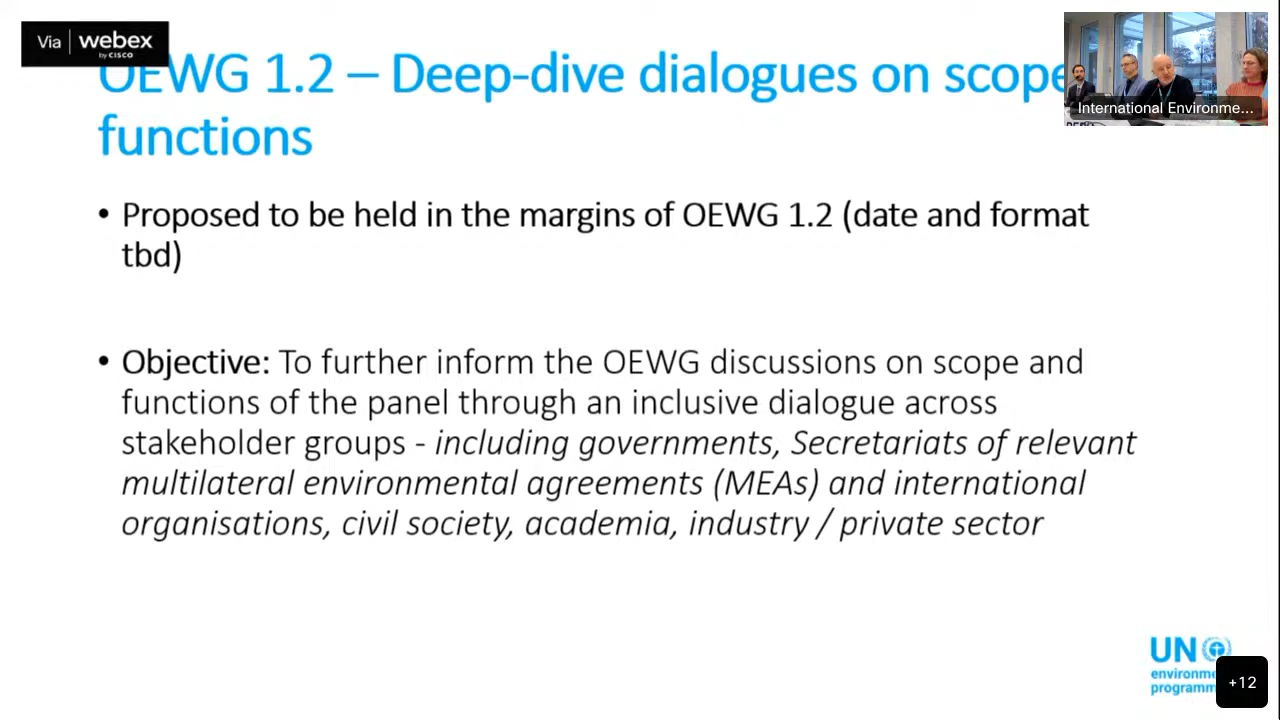 Via webex
by CISCO
OEWG 1.2 – Deep-dive dialogues on scope
functions
International Environme...
• Proposed to be held in the margins of OEWG 1.2 (date and format
tbd)
• Objective: To further inform the OEWG discussions on scope and
functions of the panel through an inclusive dialogue across
stakeholder groups - including governments, Secretariats of relevant
multilateral environmental agreements (MEAs) and international
organisations, civil society, academia, industry / private sector
UN
environme
programm
+12